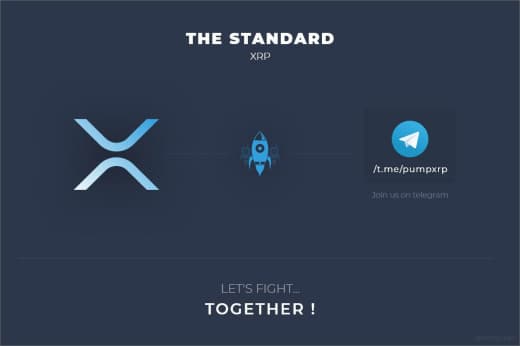 THE STANDARD
XRP
/t.me/pumpxrp
Join us on telegram
LET'S FIGHT...
TOGETHER !